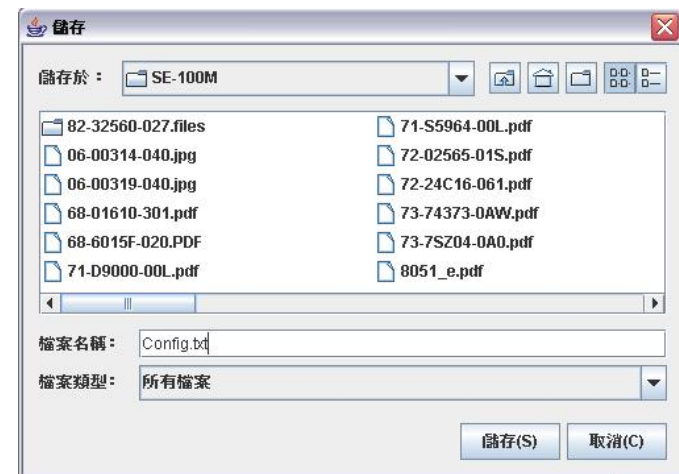 儲存
儲存於： SE-100M
82-32560-027.files
06-00314-040.jpg
06-00319-040.jpg
68-01610-301.pdf
68-6015F-020.PDF
71-D9000-00L.pdf
71-S5964-00L.pdf
72-02565-01S.pdf
72-24C16-061.pdf
73-74373-0AW.pdf
73-7SZ04-0A0.pdf
8051_e.pdf
檔案名稱： Config.txt
檔案類型： 所有檔案
儲存(S) 取消(C)